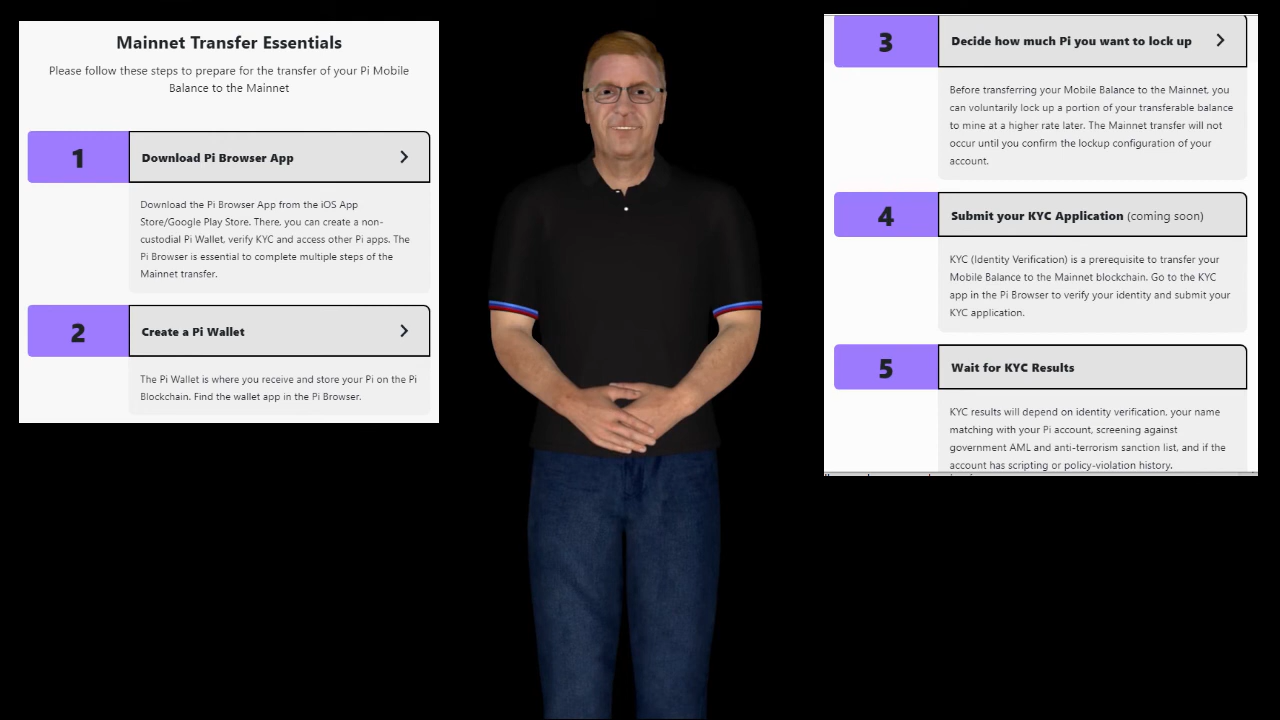 Mainnet Transfer Essentials
Please follow these steps to prepare for the transfer of your Pi Mobile
Balance to the Mainnet
1
Download Pi Browser App
Download the Pi Browser App from the iOS App
Store/Google Play Store. There, you can create a non-
custodial Pi Wallet, verify KYC and access other Pi apps. The
Pi Browser is essential to complete multiple steps of the
Mainnet transfer.
2
Create a Pi Wallet
The Pi Wallet is where you receive and store your Pi on the Pi
Blockchain. Find the wallet app in the Pi Browser.
3
Decide how much Pi you want to lock up
Before transferring your Mobile Balance to the Mainnet, you
can voluntarily lock up a portion of your transferable balance
to mine at a higher rate later. The Mainnet transfer will not
occur until you confirm the lockup configuration of your
account.
4
Submit your KYC Application (coming soon)
KYC (Identity Verification) is a prerequisite to transfer your
Mobile Balance to the Mainnet blockchain. Go to the KYC
app in the Pi Browser to verify your identity and submit your
KYC application.
5
Wait for KYC Results
KYC results will depend on identity verification, your name
matching with your Pi account, screening against
government AML and anti-terrorism sanction list, and if the
account has scripting or policy-violation history.